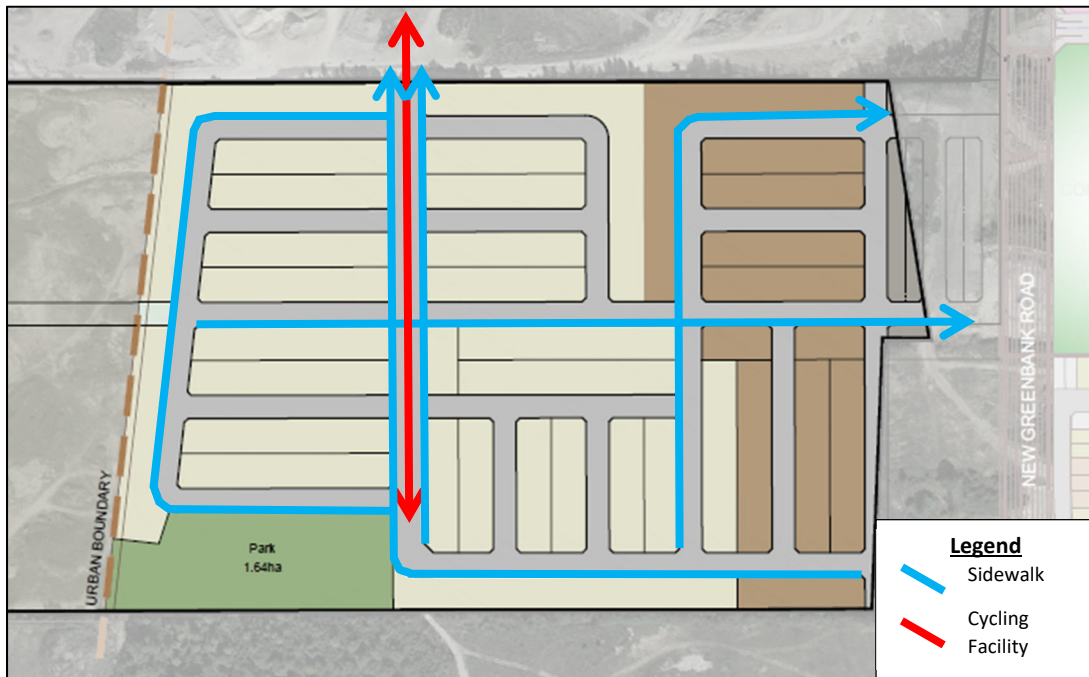 URBAN BOUNDARY
Park
1.64ha
NEW GREENBANK ROAD
Legend
Sidewalk
Cycling
Facility